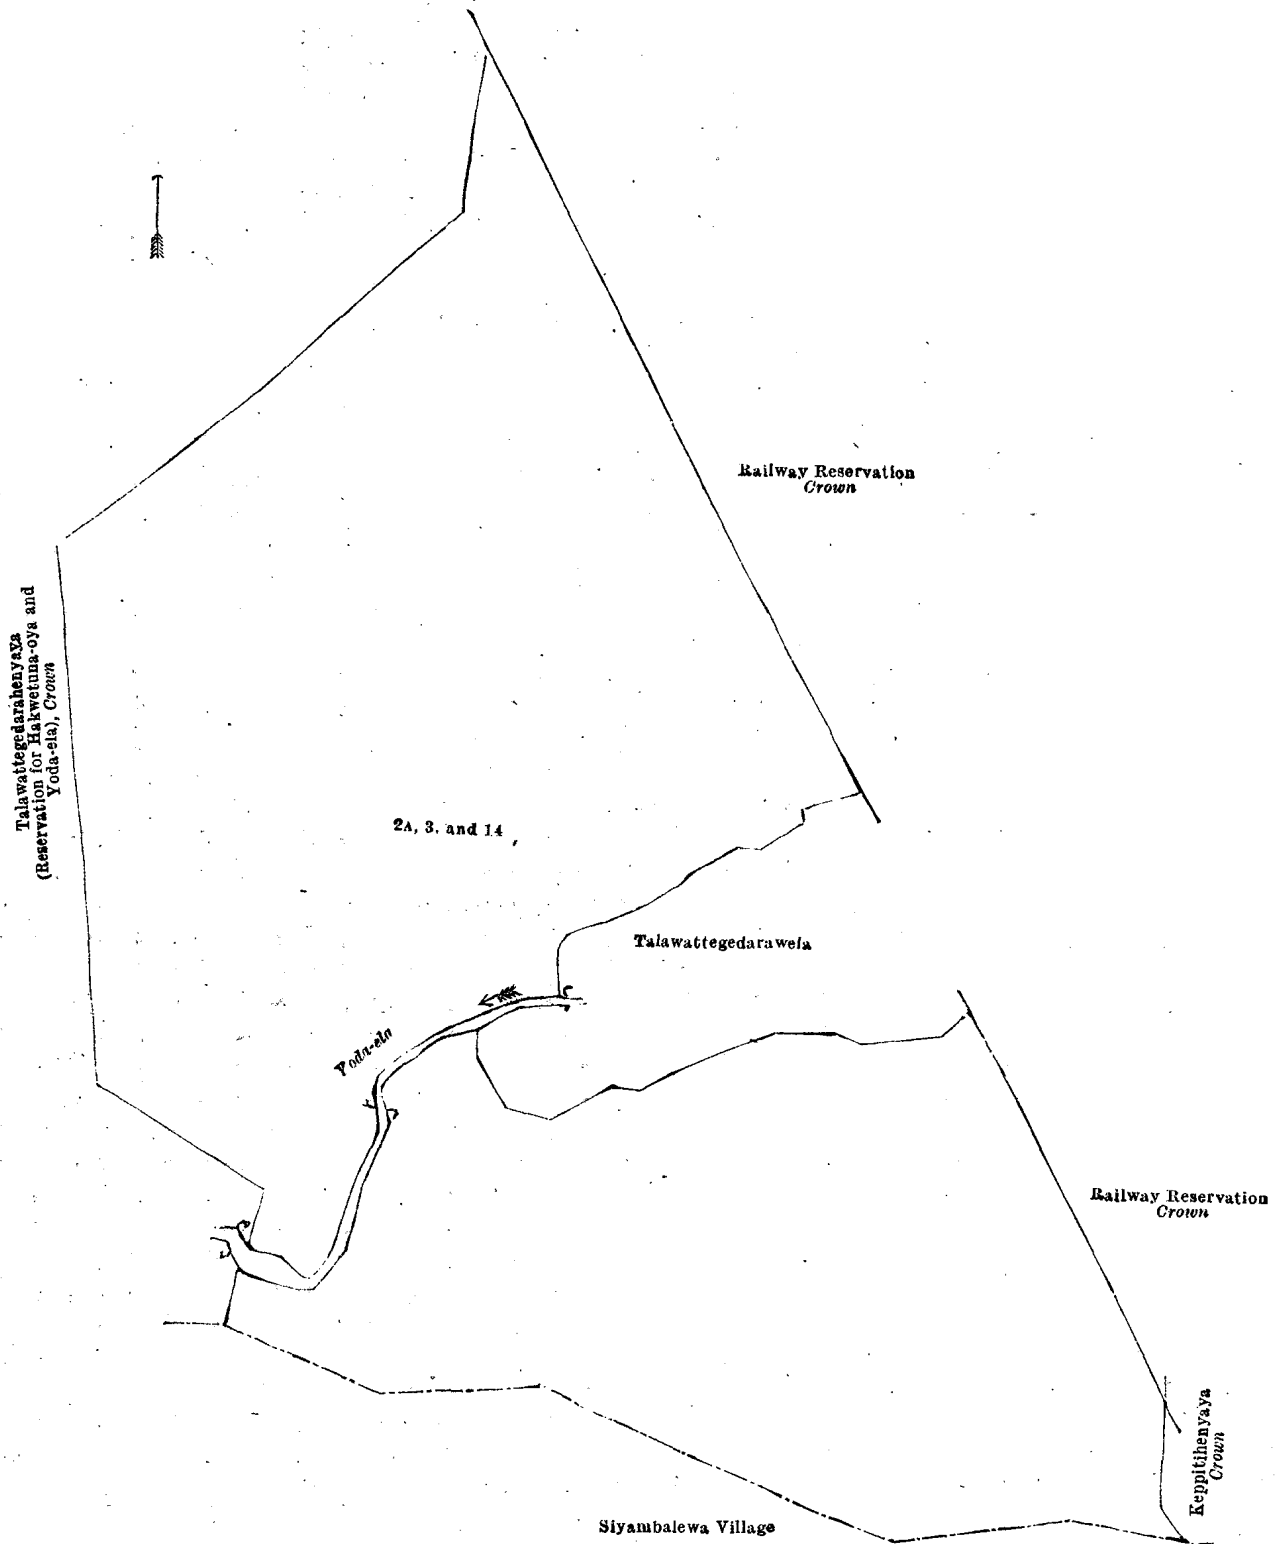 Railway Reservation
Crown
Talawattegedarahenyaya
(Reservation for Hakwetuna-oya and
Yoda-ela), Crown
2A, 3, and 14
Talawattegedarawela
Yoda-ela
Railway Reservation
Crown
Keppitihenyaya
Crown
Siyambalewa Village